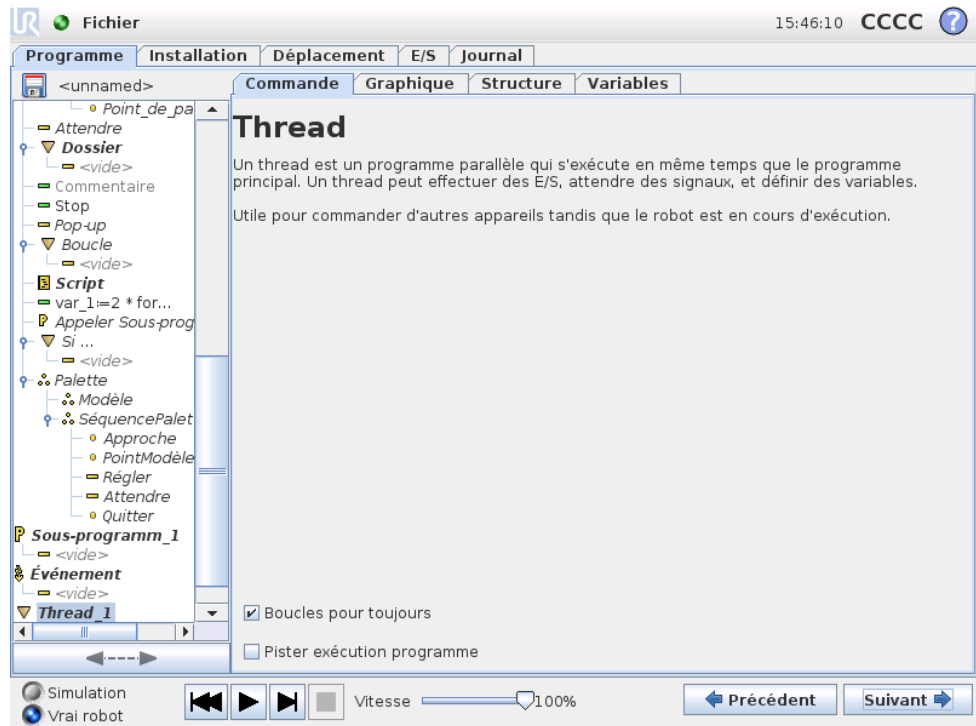 UR Fichier 15:46:10 CCCC ?
Programme Installation Déplacement E/S Journal
<unnamed>
Commande Graphique Structure Variables
Point_de_pa
Attendre
Dossier
<vide>
Commentaire
Stop
Pop-up
Boucle
<vide>
Script
var_1:=2 * for...
Appeler Sous-prog
Si ...
<vide>
Palette
Modèle
SéquencePalet
Approche
PointModèle
Régler
Attendre
Quitter
Sous-programm_1
<vide>
Événement
<vide>
Thread_1
Thread
Un thread est un programme parallèle qui s'exécute en même temps que le programme
principal. Un thread peut effectuer des E/S, attendre des signaux, et définir des variables.
Utile pour commander d'autres appareils tandis que le robot est en cours d'exécution.
Boucles pour toujours
Pister exécution programme
Simulation
Vrai robot
Vitesse 100%
Précédent Suivant